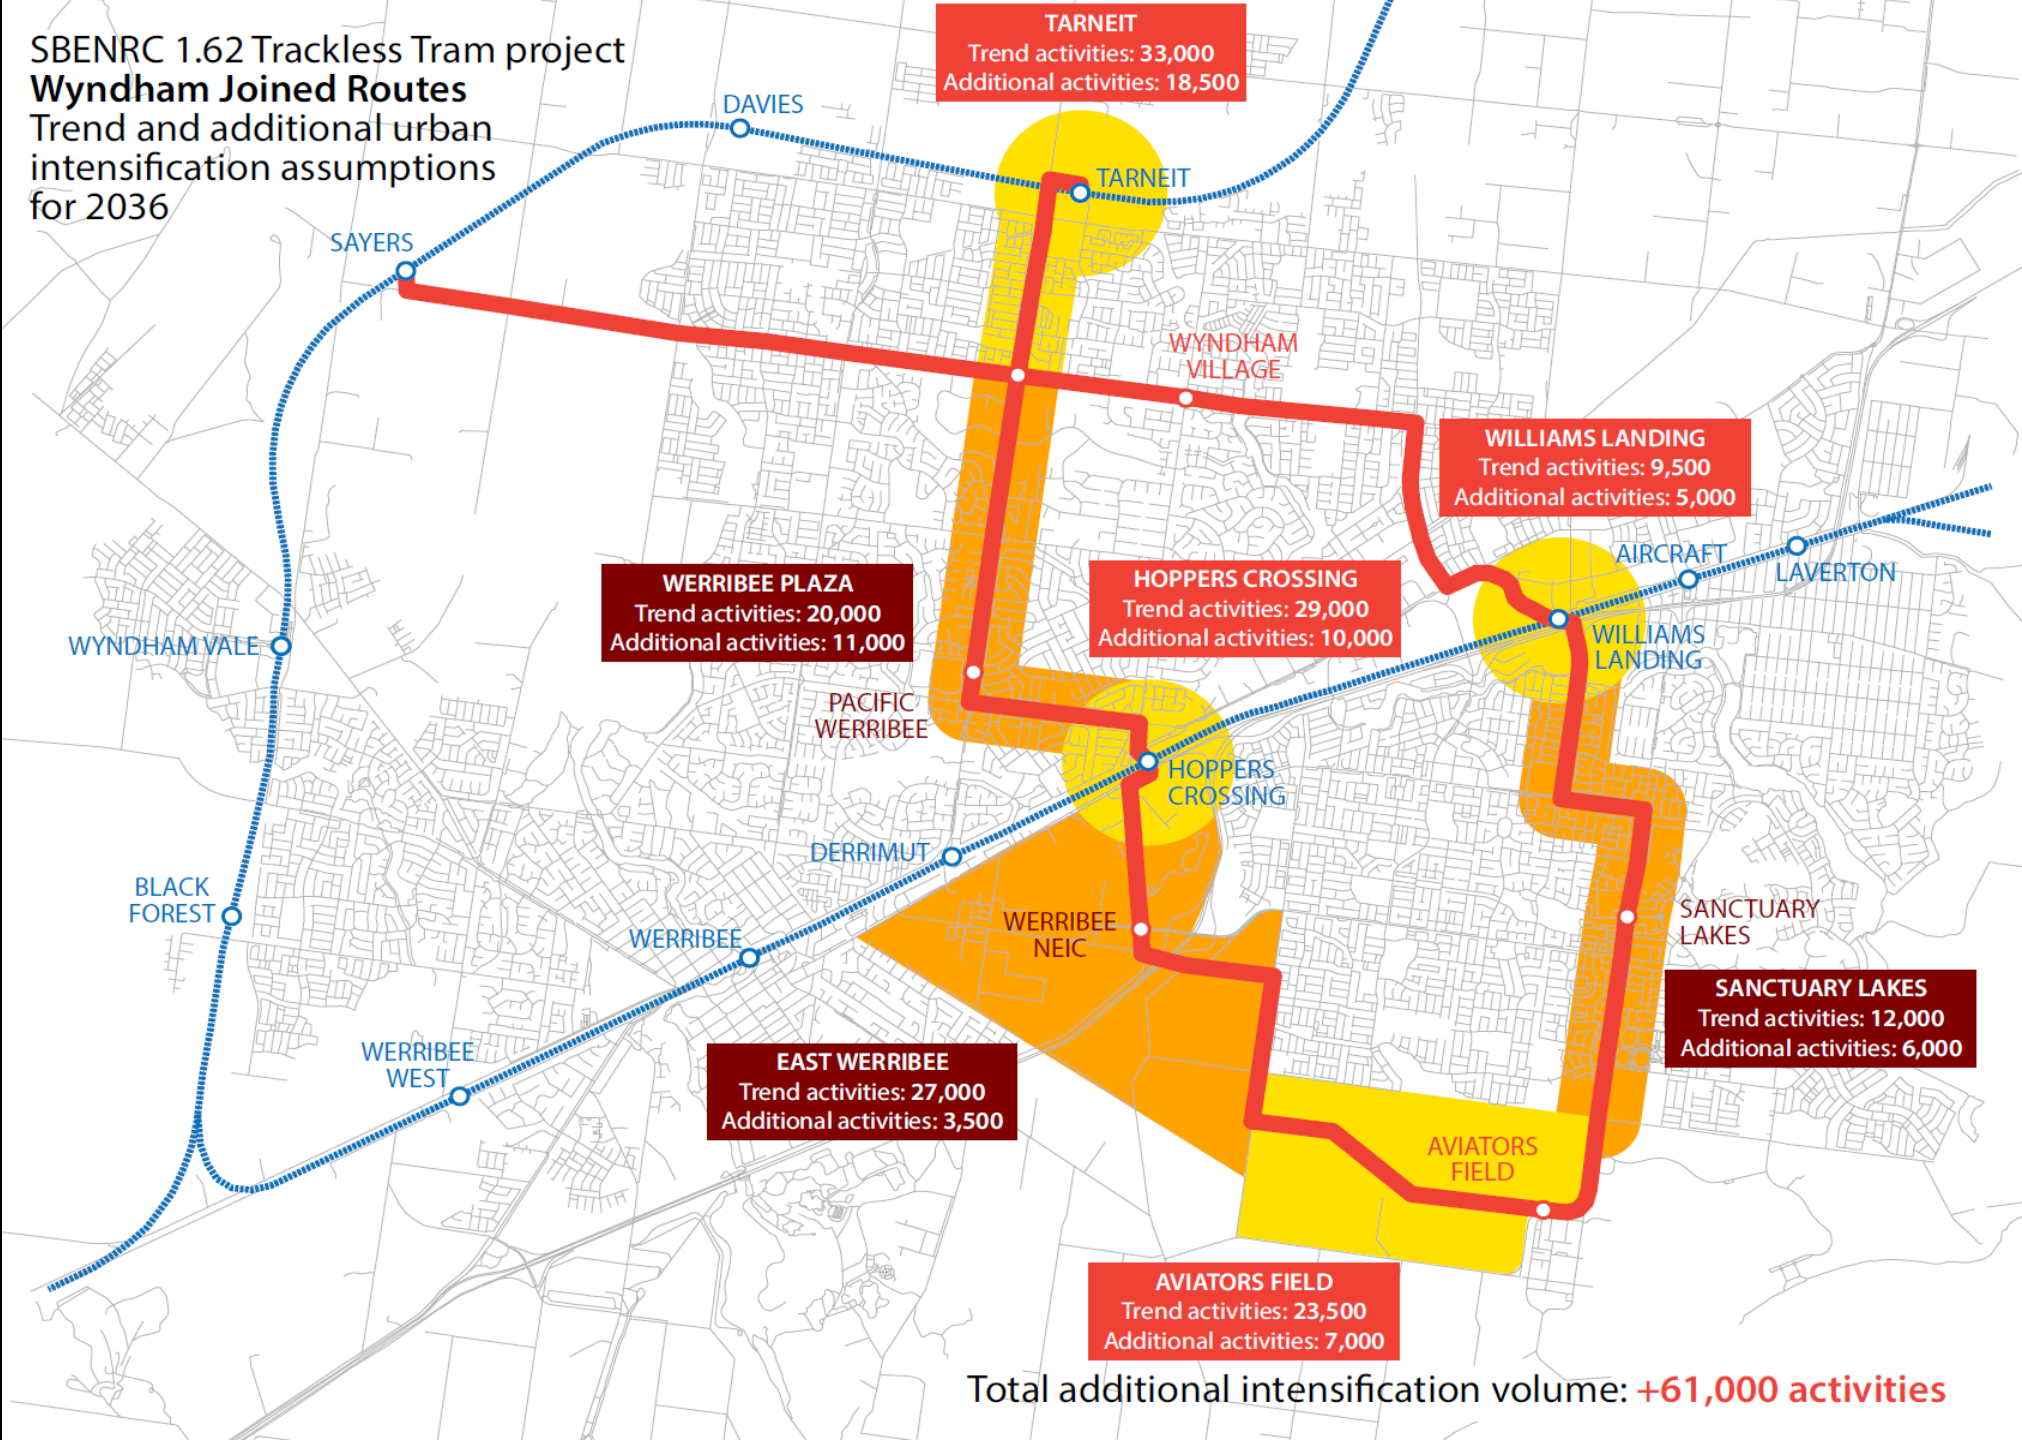 SBENRC 1.62 Trackless Tram project
Wyndham Joined Routes
Trend and additional urban
intensification assumptions
for 2036
TARNEIT
Trend activities: 33,000
Additional activities: 18,500
DAVIES
TARNEIT
SAYERS
WYNDHAM
VILLAGE
WILLIAMS LANDING
Trend activities: 9,500
Additional activities: 5,000
AIRCRAFT
LAVERTON
WERRIBEE PLAZA
Trend activities: 20,000
Additional activities: 11,000
HOPPERS CROSSING
Trend activities: 29,000
Additional activities: 10,000
WYNDHAM VALE
WILLIAMS
LANDING
PACIFIC
WERRIBEE
HOPPERS
CROSSING
DERRIMUT
BLACK
FOREST
WERRIBEE
WERRIBEE
NEIC
SANCTUARY
LAKES
SANCTUARY LAKES
Trend activities: 12,000
Additional activities: 6,000
WERRIBEE
WEST
EAST WERRIBEE
Trend activities: 27,000
Additional activities: 3,500
AVIATORS
FIELD
AVIATORS FIELD
Trend activities: 23,500
Additional activities: 7,000
Total additional intensification volume: +61,000 activities